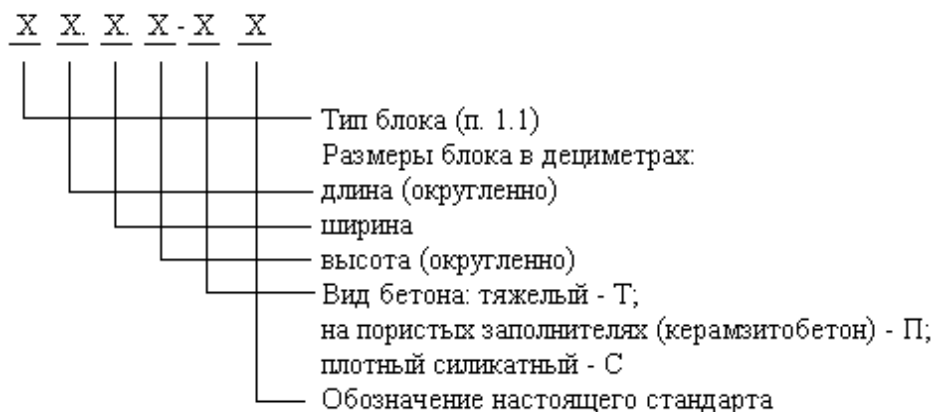 X X. X. X - X X
Тип блока (п. 1.1)
Размеры блока в дециметрах:
длина (округленно)
ширина
высота (округленно)
Вид бетона: тяжелый - Т;
на пористых заполнителях (керамзитобетон) - П;
плотный силикатный - С
Обозначение настоящего стандарта